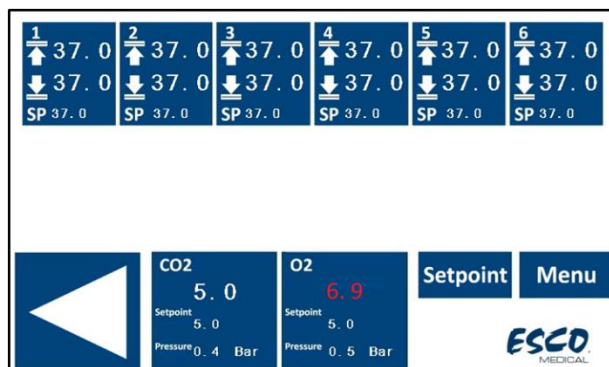 1 2 3 4 5 6
37.0 37.0 37.0 37.0 37.0 37.0
37.0 37.0 37.0 37.0 37.0 37.0
SP 37.0 SP 37.0 SP 37.0 SP 37.0 SP 37.0 SP 37.0
CO2
5.0
Setpoint
5.0
Pressure 0.4 Bar
O2
6.9
Setpoint
5.0
Pressure 0.5 Bar
Setpoint
Menu
ESCO
MEDICAL